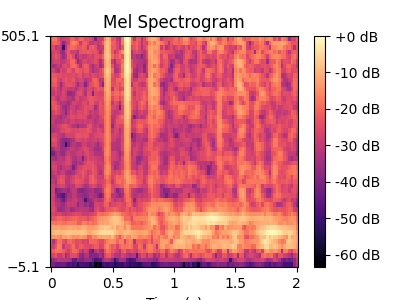 Mel Spectrogram
505.1
−5.1
0
0.5
1
1.5
2
+0 dB
-10 dB
-20 dB
-30 dB
-40 dB
-50 dB
-60 dB